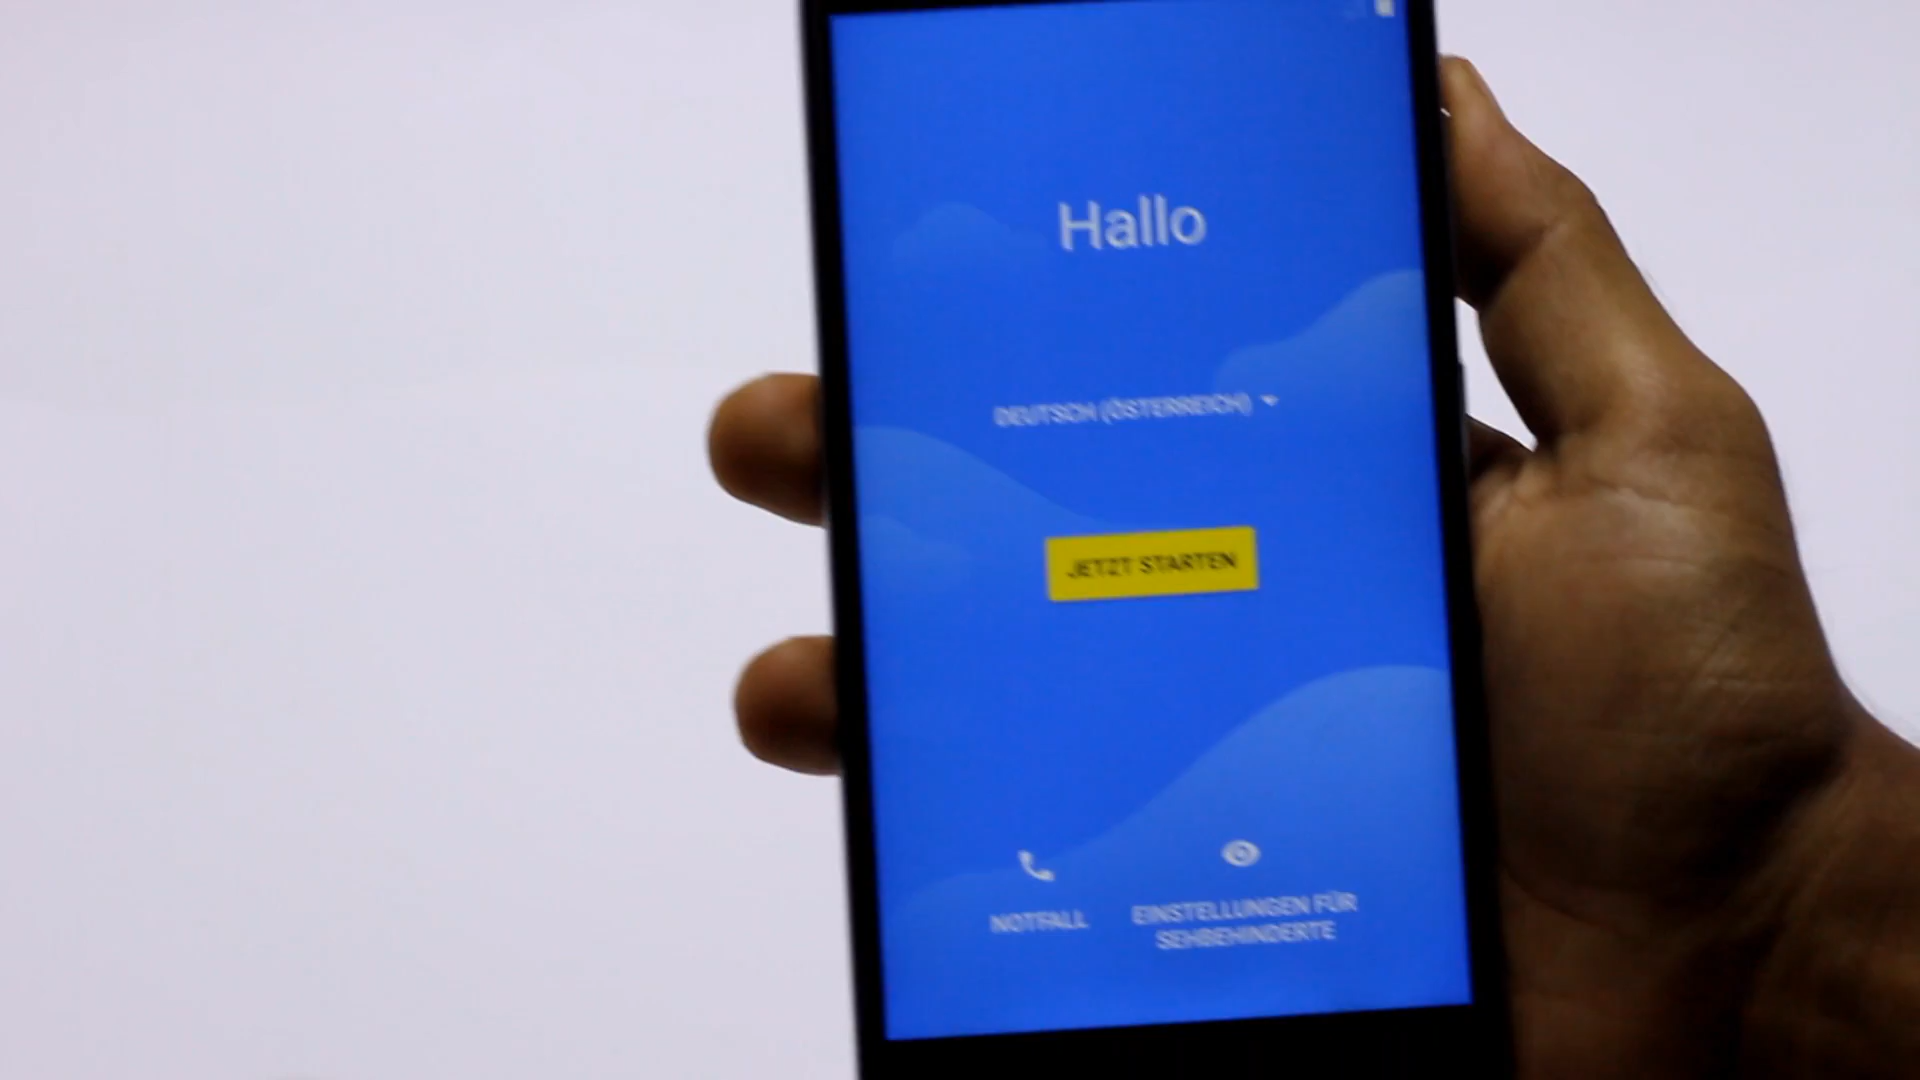 Hallo
DEUTSCH (ÖSTERREICH)
JETZT STARTEN
NOTFALL
EINSTELLUNGEN FÜR
SEHBEHINDERTE